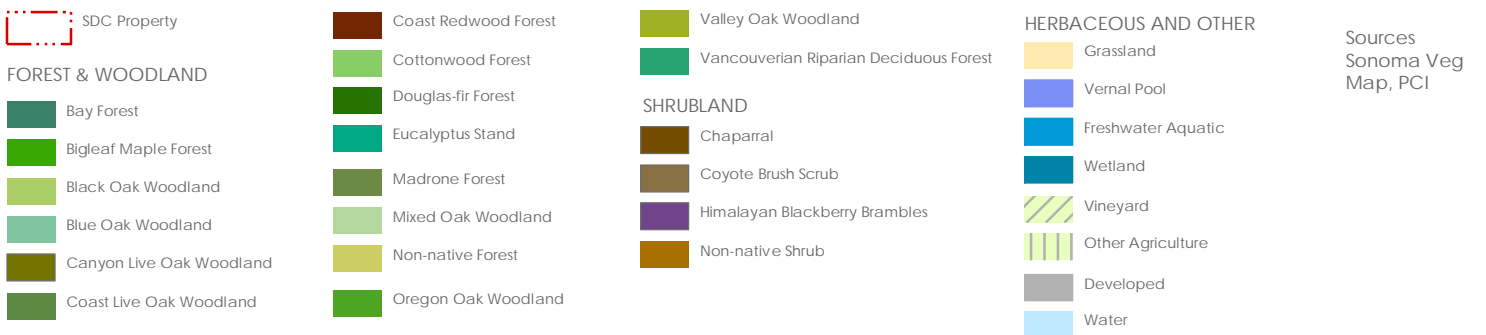 SDC Property
FOREST & WOODLAND
Bay Forest
Bigleaf Maple Forest
Black Oak Woodland
Blue Oak Woodland
Canyon Live Oak Woodland
Coast Live Oak Woodland
Coast Redwood Forest
Cottonwood Forest
Douglas-fir Forest
Eucalyptus Stand
Madrone Forest
Mixed Oak Woodland
Non-native Forest
Oregon Oak Woodland
Valley Oak Woodland
Vancouverian Riparian Deciduous Forest
SHRUBLAND
Chaparral
Coyote Brush Scrub
Himalayan Blackberry Brambles
Non-native Shrub
HERBACEOUS AND OTHER
Grassland
Vernal Pool
Freshwater Aquatic
Wetland
Vineyard
Other Agriculture
Developed
Water
Sources
Sonoma Veg
Map, PCI